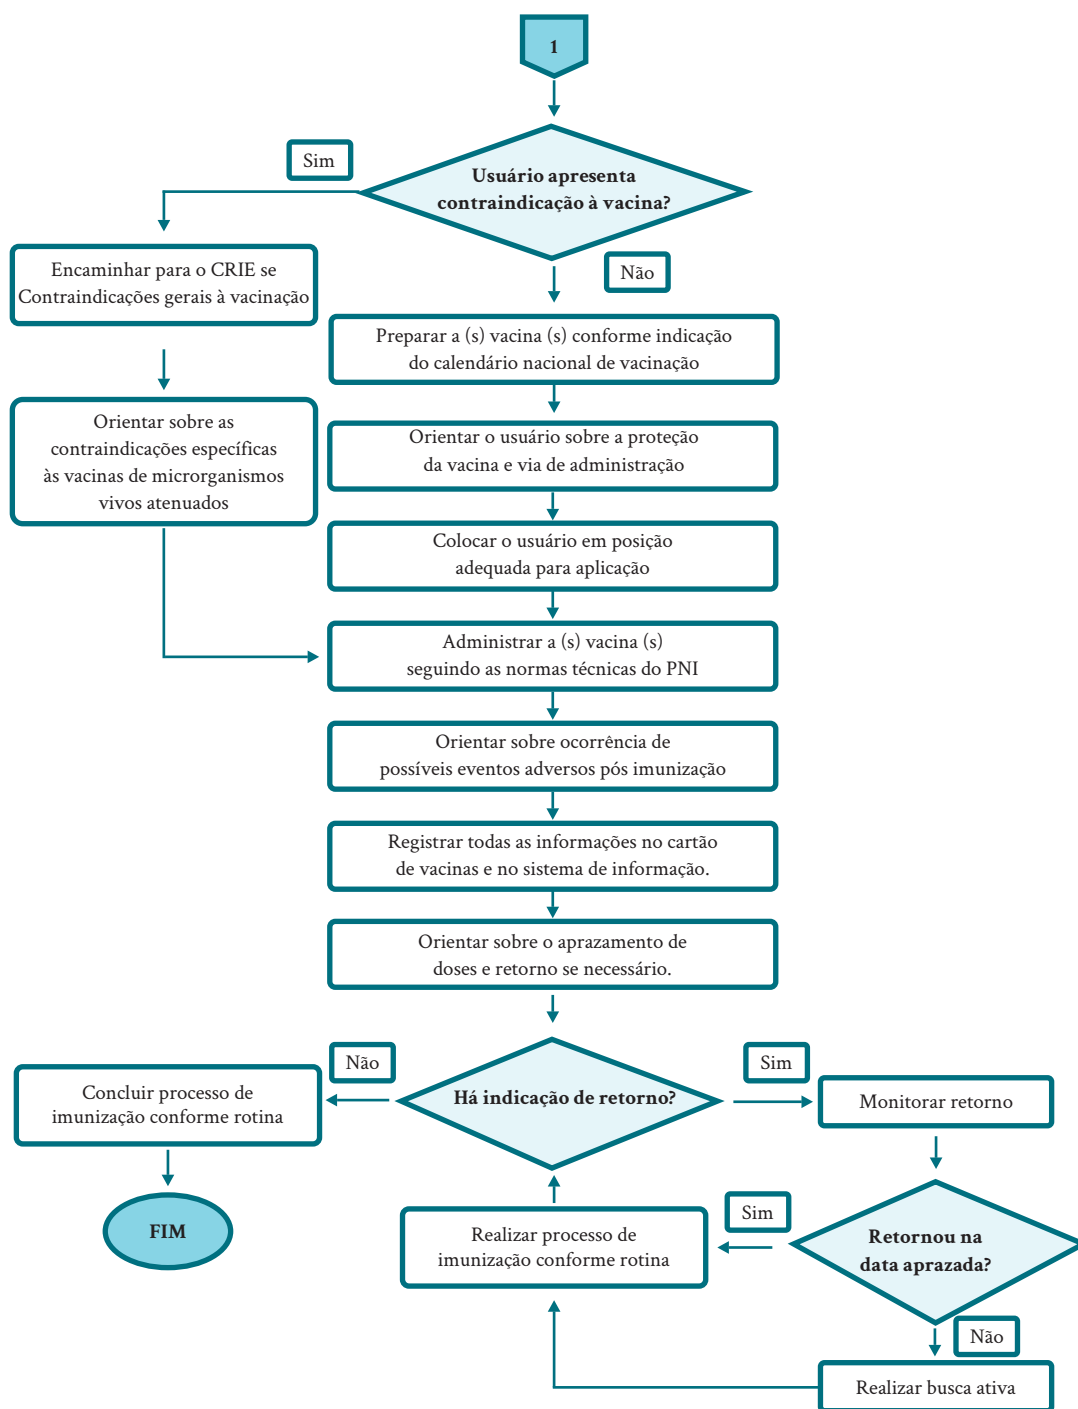 1
Usuário apresenta
contraindicação à vacina?
Sim
Não
Encaminhar para o CRIE se
Contraindicações gerais à vacinação
Orientar sobre as
contraindicações específicas
às vacinas de microrganismos
vivos atenuados
Preparar a (s) vacina (s) conforme indicação
do calendário nacional de vacinação
Orientar o usuário sobre a proteção
da vacina e via de administração
Colocar o usuário em posição
adequada para aplicação
Administrar a (s) vacina (s)
seguindo as normas técnicas do PNI
Orientar sobre ocorrência de
possíveis eventos adversos pós imunização
Registrar todas as informações no cartão
de vacinas e no sistema de informação.
Orientar sobre o aprazamento de
doses e retorno se necessário.
Há indicação de retorno?
Não
Concluir processo de
imunização conforme rotina
FIM
Sim
Monitorar retorno
Retornou na
data aprazada?
Sim
Realizar processo de
imunização conforme rotina
Não
Realizar busca ativa